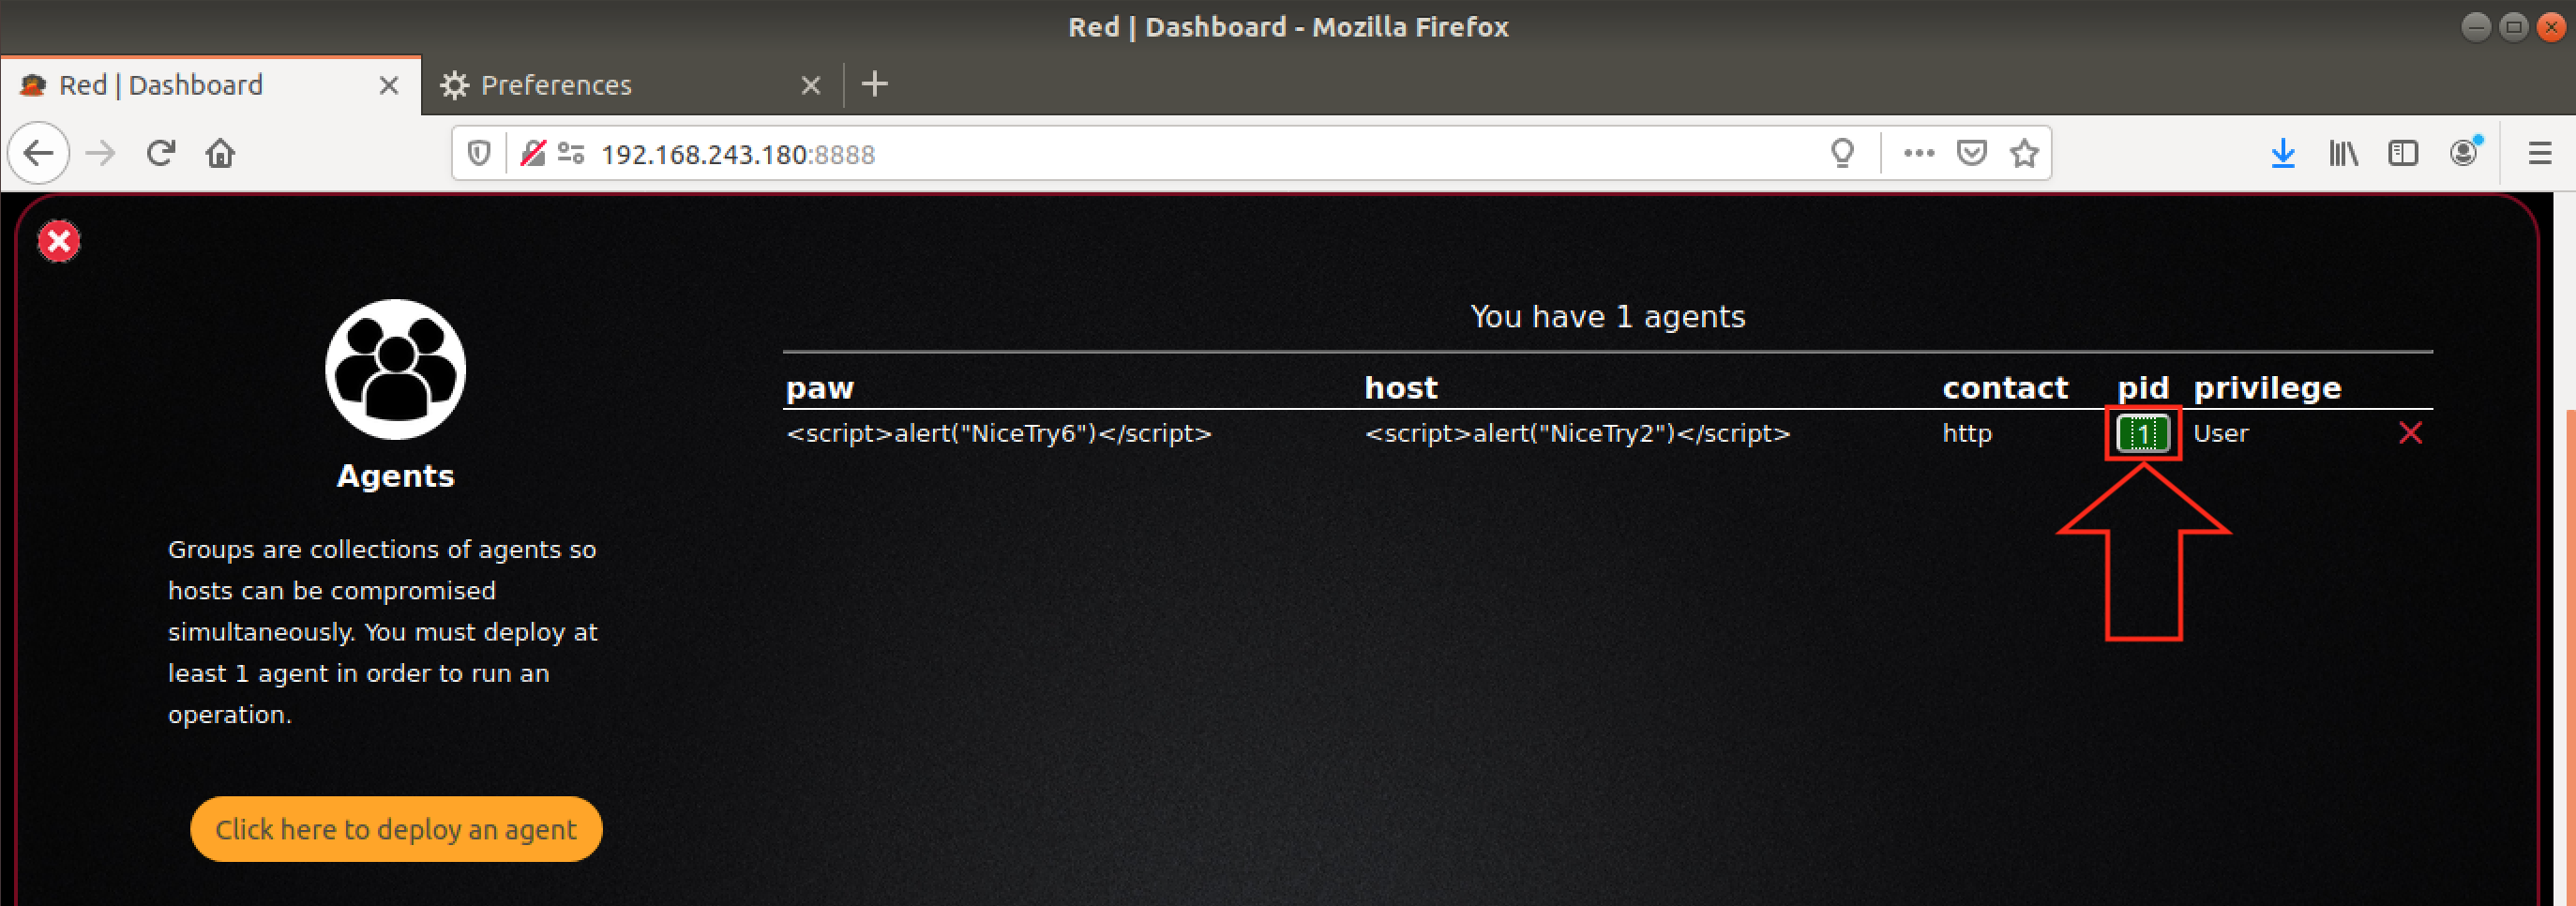 Red | Dashboard - Mozilla Firefox
Red | Dashboard
Preferences
192.168.243.180:8888
You have 1 agents
paw host contact pid privilege
<script>alert("NiceTry6")</script> <script>alert("NiceTry2")</script> http 1 User
Agents
Groups are collections of agents so
hosts can be compromised
simultaneously. You must deploy at
least 1 agent in order to run an
operation.
Click here to deploy an agent